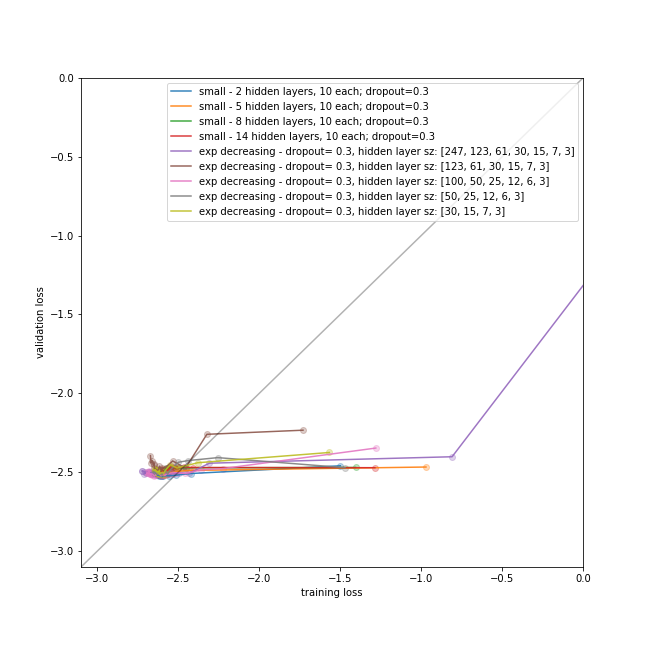 0.0
−0.5
−1.0
−1.5
−2.0
−2.5
−3.0
validation loss
small - 2 hidden layers, 10 each; dropout=0.3
small - 5 hidden layers, 10 each; dropout=0.3
small - 8 hidden layers, 10 each; dropout=0.3
small - 14 hidden layers, 10 each; dropout=0.3
exp decreasing - dropout= 0.3, hidden layer sz: [247, 123, 61, 30, 15, 7, 3]
exp decreasing - dropout= 0.3, hidden layer sz: [123, 61, 30, 15, 7, 3]
exp decreasing - dropout= 0.3, hidden layer sz: [100, 50, 25, 12, 6, 3]
exp decreasing - dropout= 0.3, hidden layer sz: [50, 25, 12, 6, 3]
exp decreasing - dropout= 0.3, hidden layer sz: [30, 15, 7, 3]
−3.0 −2.5 −2.0 −1.5 −1.0 −0.5 0.0
training loss